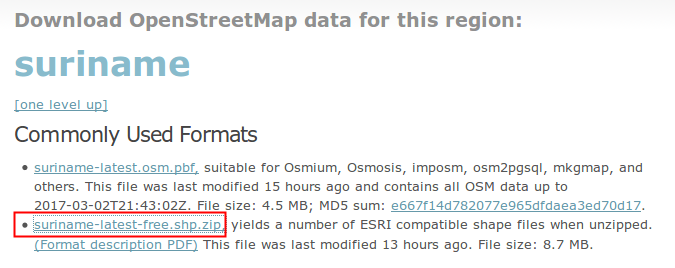 Download OpenStreetMap data for this region:
suriname
[one level up]
Commonly Used Formats
• suriname-latest.osm.pbf, suitable for Osmium, Osmosis, imposm, osm2pgsql, mkgmap, and
others. This file was last modified 15 hours ago and contains all OSM data up to
2017-03-02T21:43:02Z. File size: 4.5 MB; MD5 sum: e667f14d782077e965dfdaea3ed70d17.
• suriname-latest-free.shp.zip, yields a number of ESRI compatible shape files when unzipped.
(Format description PDF) This file was last modified 13 hours ago. File size: 8.7 MB.